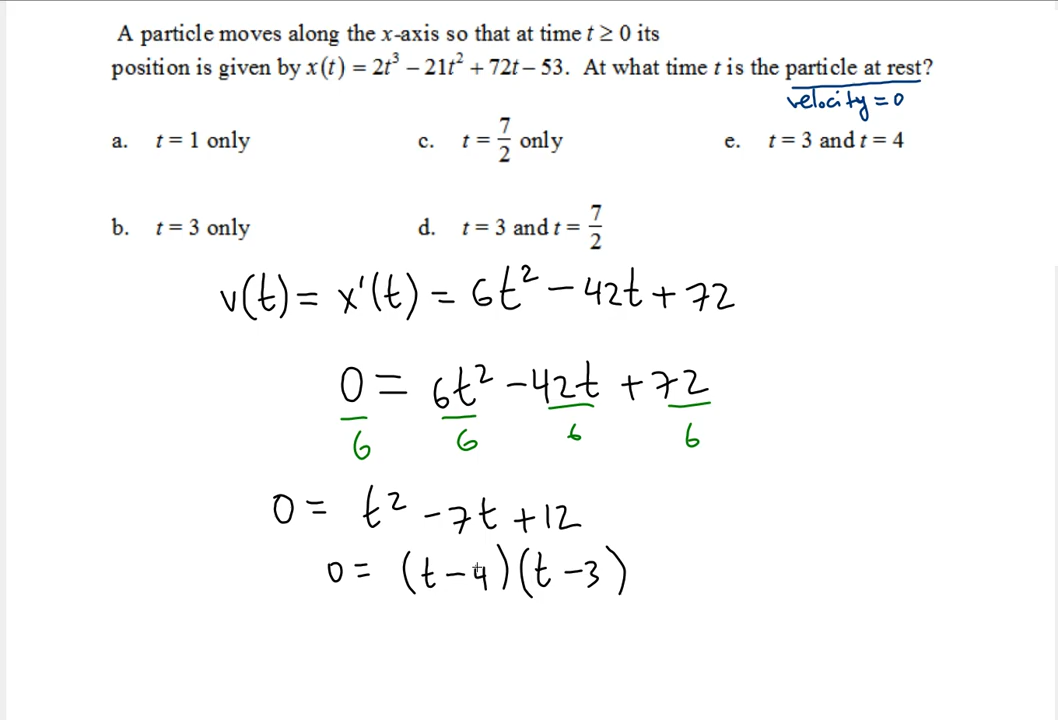 A particle moves along the x-axis so that at time t ≥ 0 its
position is given by x(t) = 2t³ – 21t² + 72t – 53. At what time t is the particle at rest?
velocity = 0
a. t = 1 only c. t = 7/2 only e. t = 3 and t = 4
b. t = 3 only d. t = 3 and t = 7/2
v(t) = x'(t) = 6t² – 42t + 72
0 = 6t² – 42t + 72
6 6 6 6
0 = t² – 7t + 12
0 = (t – 4)(t – 3)